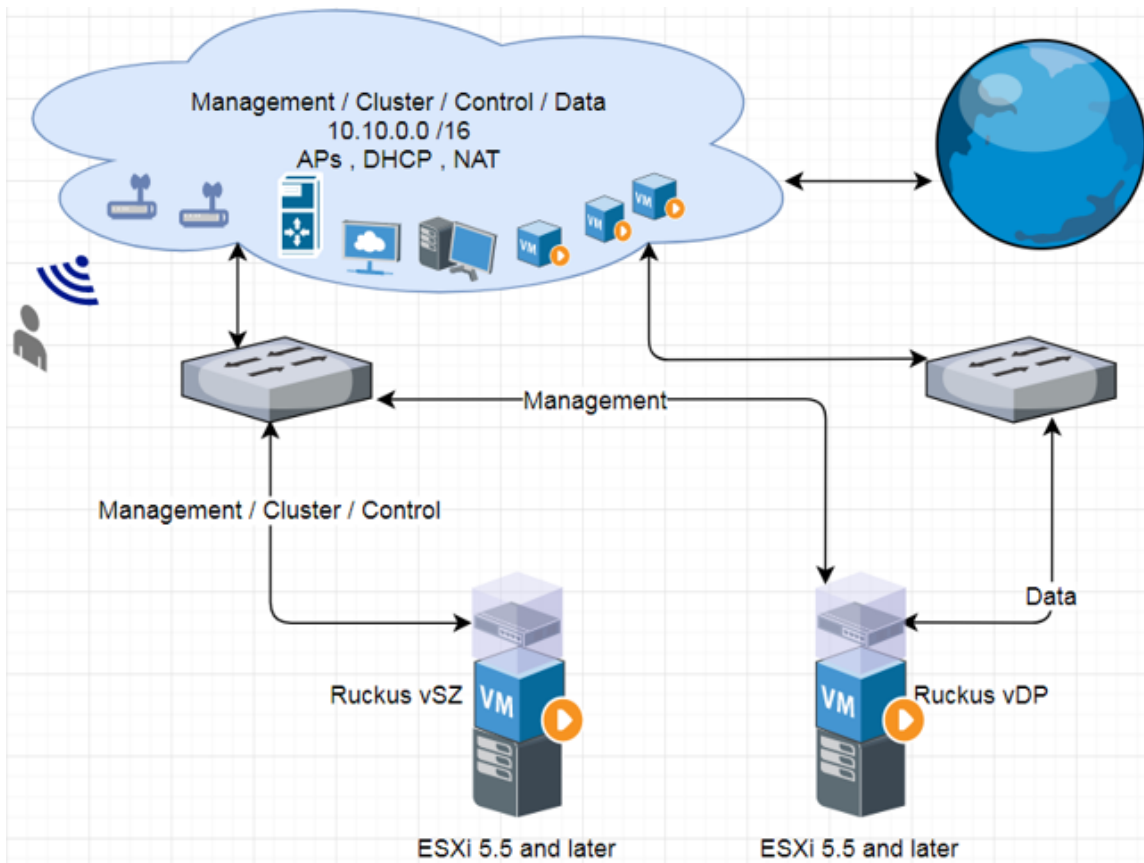 Management / Cluster / Control / Data
10.10.0.0 /16
APs , DHCP , NAT
VM
VM
VM
Management
Management / Cluster / Control
Data
Ruckus vSZ
VM
VM
Ruckus vDP
ESXi 5.5 and later
ESXi 5.5 and later